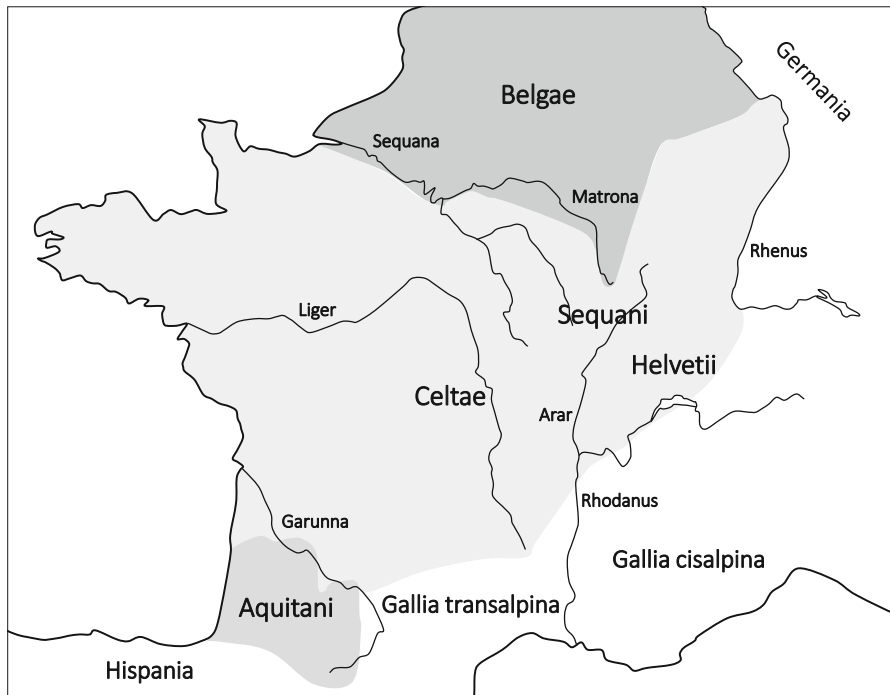 Germania
Belgae
Sequana
Matrona
Rhenus
Liger
Sequani
Helvetii
Celtae
Arar
Rhodanus
Garunna
Gallia cisalpina
Aquitani
Gallia transalpina
Hispania